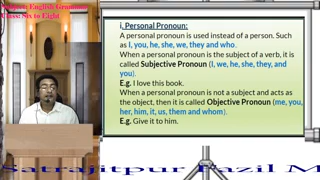 Subject: English Grammar
Class: Six to Eight
i. Personal Pronoun:
A personal pronoun is used instead of a person. Such
as I, you, he, she, we, they and who.
When a personal pronoun is the subject of a verb, it is
called Subjective Pronoun (I, we, he, she, they, and
you).
E.g. I love this book.
When a personal pronoun is not a subject and acts as
the object, then it is called Objective Pronoun (me, you,
her, him, it, us, them and whom).
E.g. Give it to him.
Satrajitpur Fazil M